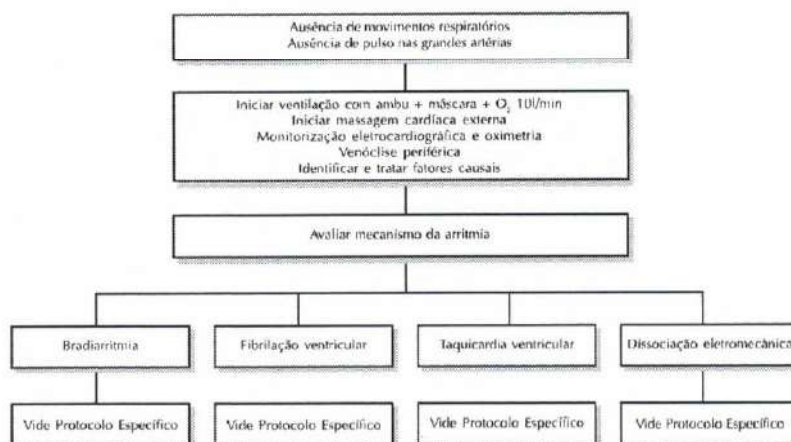 Ausência de movimentos respiratórios
Ausência de pulso nas grandes artérias
Iniciar ventilação com ambu + máscara + O₂ 10l/min
Iniciar massagem cardíaca externa
Monitorização eletrocardiográfica e oximetria
Venóclise periférica
Identificar e tratar fatores causais
Avaliar mecanismo da arritmia
Bradiarritmia
Fibrilação ventricular
Taquicardia ventricular
Dissociação eletromecânica
Vide Protocolo Específico
Vide Protocolo Específico
Vide Protocolo Específico
Vide Protocolo Específico